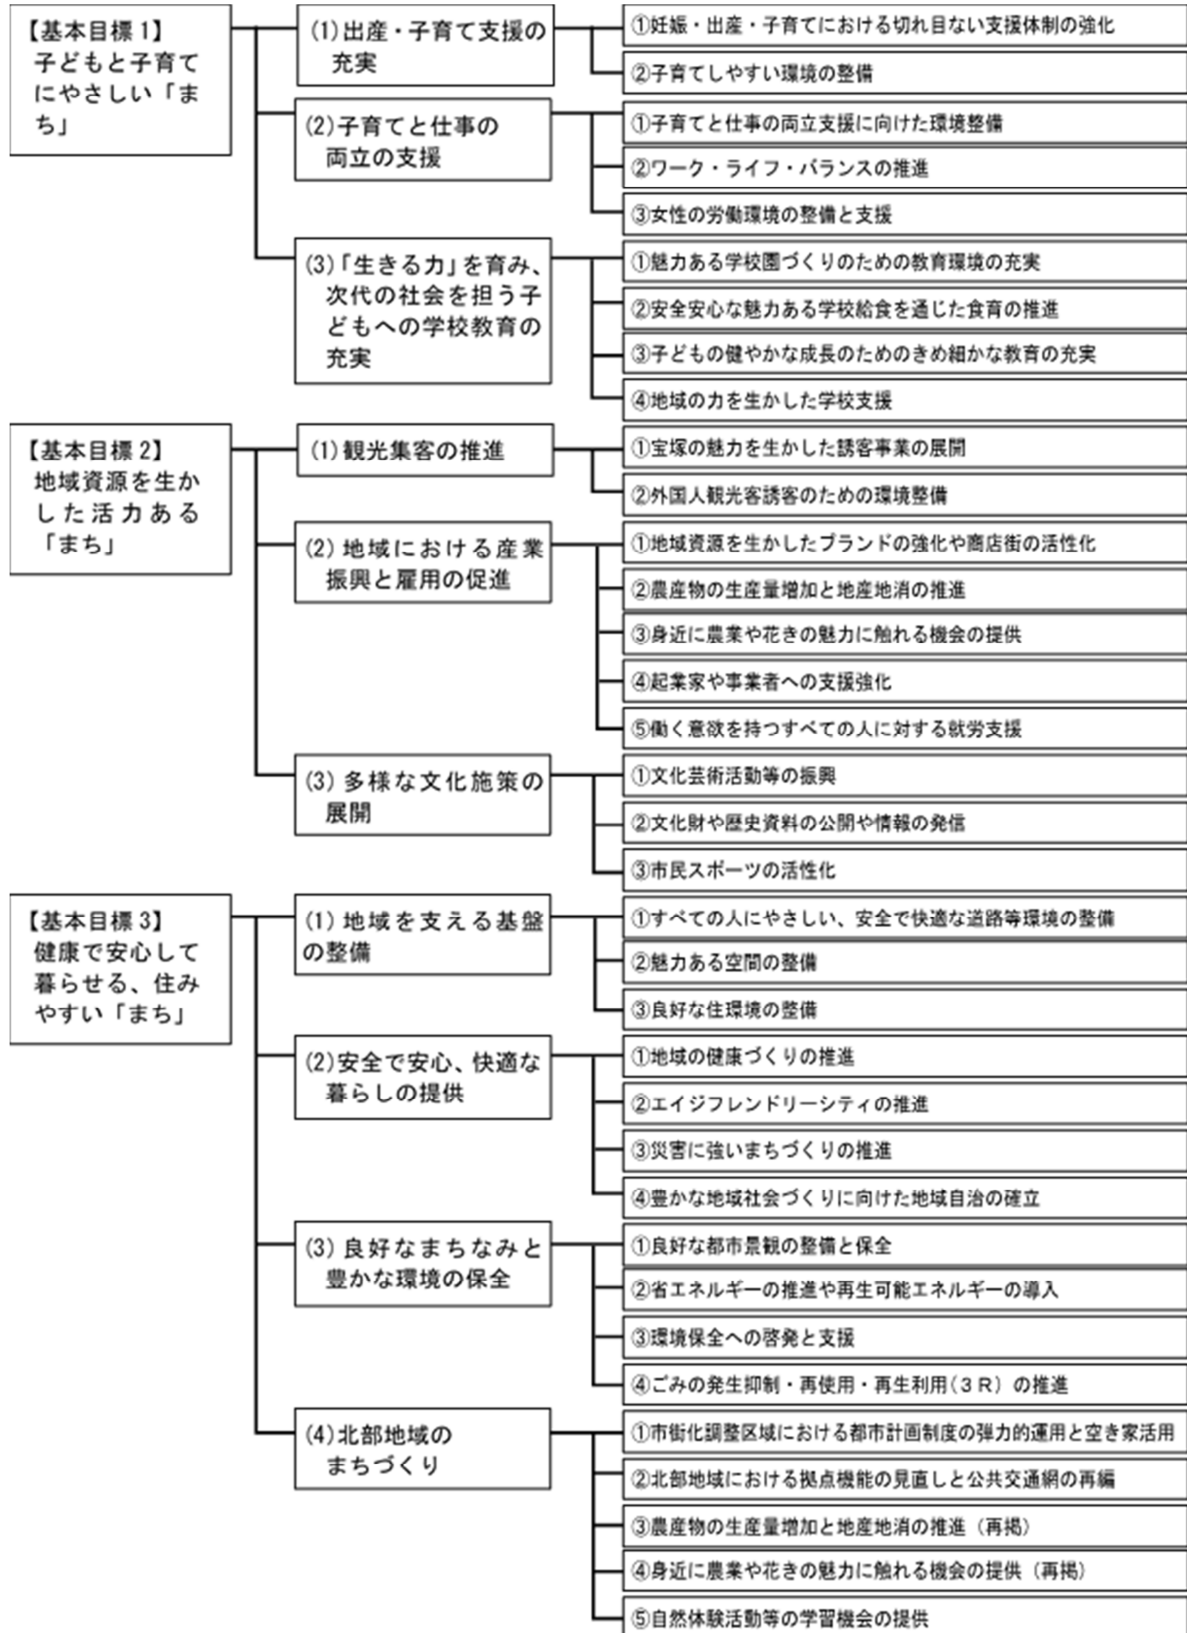 【基本目標1】
子どもと子育て
にやさしい「ま
ち」
(1)出産・子育て支援の
充実
①妊娠・出産・子育てにおける切れ目ない支援体制の強化
②子育てしやすい環境の整備
(2)子育てと仕事の
両立の支援
①子育てと仕事の両立支援に向けた環境整備
②ワーク・ライフ・バランスの推進
③女性の労働環境の整備と支援
(3)「生きる力」を育み、
次代の社会を担う子
どもへの学校教育の
充実
①魅力ある学校園づくりのための教育環境の充実
②安全安心な魅力ある学校給食を通じた食育の推進
③子どもの健やかな成長のためのきめ細かな教育の充実
④地域の力を生かした学校支援
【基本目標2】
地域資源を生か
した活力ある
「まち」
(1)観光集客の推進
①宝塚の魅力を生かした誘客事業の展開
②外国人観光客誘客のための環境整備
(2)地域における産業
振興と雇用の促進
①地域資源を生かしたブランドの強化や商店街の活性化
②農産物の生産量増加と地産地消の推進
③身近に農業や花きの魅力に触れる機会の提供
④起業家や事業者への支援強化
⑤働く意欲を持つすべての人に対する就労支援
(3)多様な文化施策の
展開
①文化芸術活動等の振興
②文化財や歴史資料の公開や情報の発信
③市民スポーツの活性化
【基本目標3】
健康で安心して
暮らせる、住み
やすい「まち」
(1)地域を支える基盤
の整備
①すべての人にやさしい、安全で快適な道路等環境の整備
②魅力ある空間の整備
③良好な住環境の整備
(2)安全で安心、快適な
暮らしの提供
①地域の健康づくりの推進
②エイジフレンドリーシティの推進
③災害に強いまちづくりの推進
④豊かな地域社会づくりに向けた地域自治の確立
(3)良好なまちなみと
豊かな環境の保全
①良好な都市景観の整備と保全
②省エネルギーの推進や再生可能エネルギーの導入
③環境保全への啓発と支援
④ごみの発生抑制・再使用・再生利用(3R)の推進
(4)北部地域の
まちづくり
①市街化調整区域における都市計画制度の弾力的運用と空き家活用
②北部地域における拠点機能の見直しと公共交通網の再編
③農産物の生産量増加と地産地消の推進(再掲)
④身近に農業や花きの魅力に触れる機会の提供(再掲)
⑤自然体験活動等の学習機会の提供